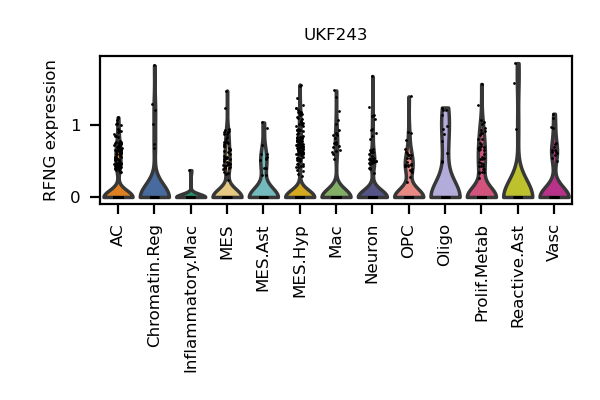 UKF243
RFNG expression
1
0
AC
Chromatin.Reg
Inflammatory.Mac
MES
MES.Ast
MES.Hyp
Mac
Neuron
OPC
Oligo
Prolif.Metab
Reactive.Ast
Vasc